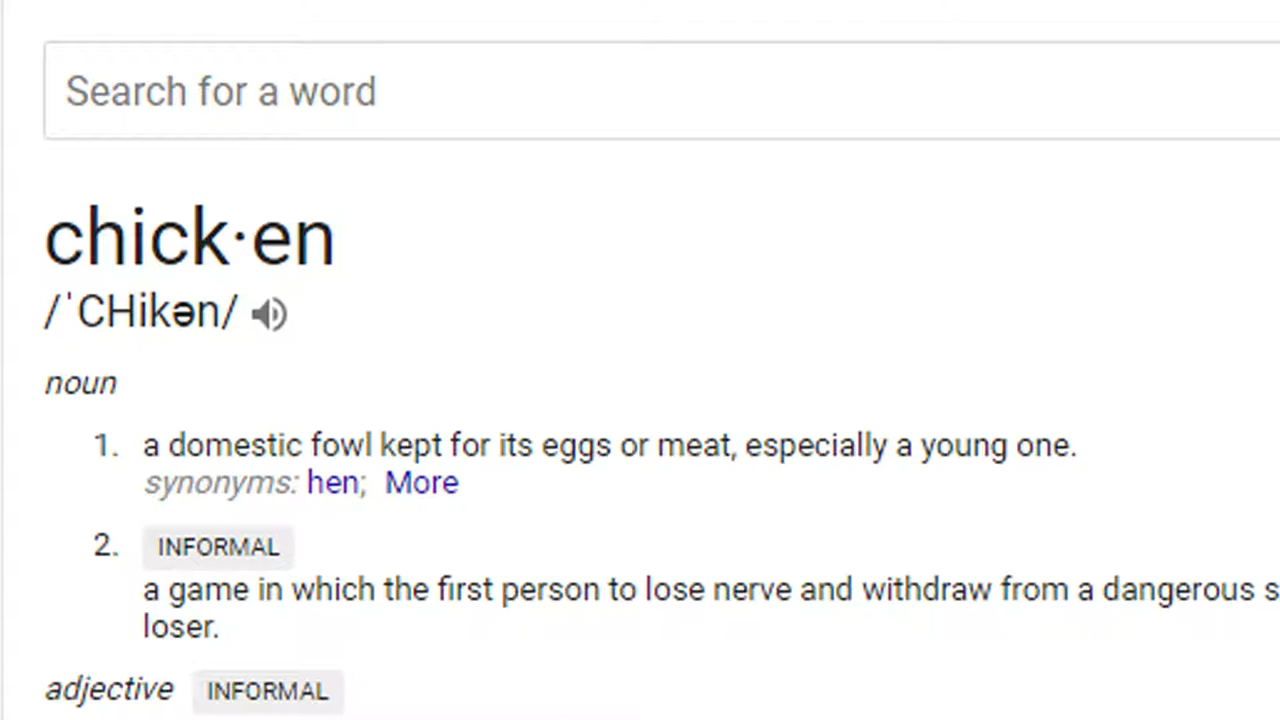 Search for a word
chick·en
/ˈCHikən/
noun
1. a domestic fowl kept for its eggs or meat, especially a young one.
synonyms: hen; More
2. INFORMAL
a game in which the first person to lose nerve and withdraw from a dangerous
loser.
adjective INFORMAL